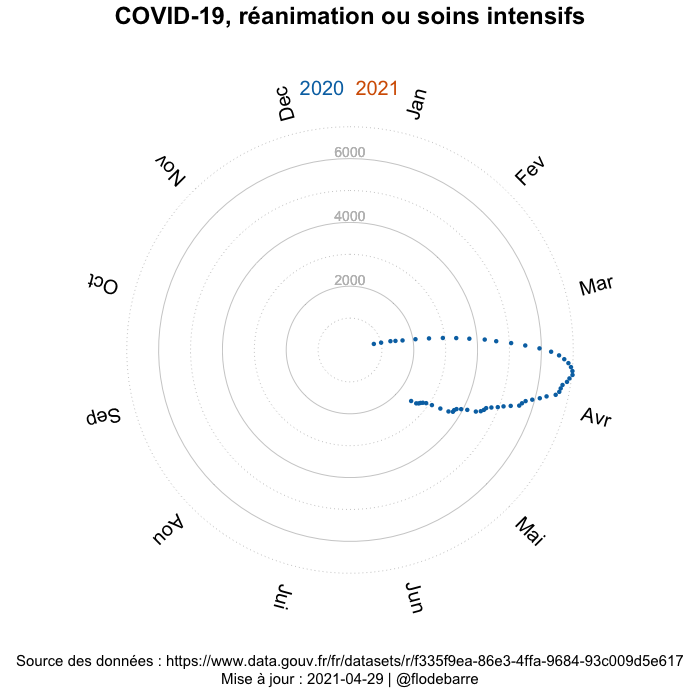 COVID-19, réanimation ou soins intensifs
Dec 2020 2021 Jan
Nov Fev
6000
4000
Oct 2000 Mar
Sep Avr
Aou Mai
Jui Jun
Source des données : https://www.data.gouv.fr/fr/datasets/r/f335f9ea-86e3-4ffa-9684-93c009d5e617
Mise à jour : 2021-04-29 | @flodebarre